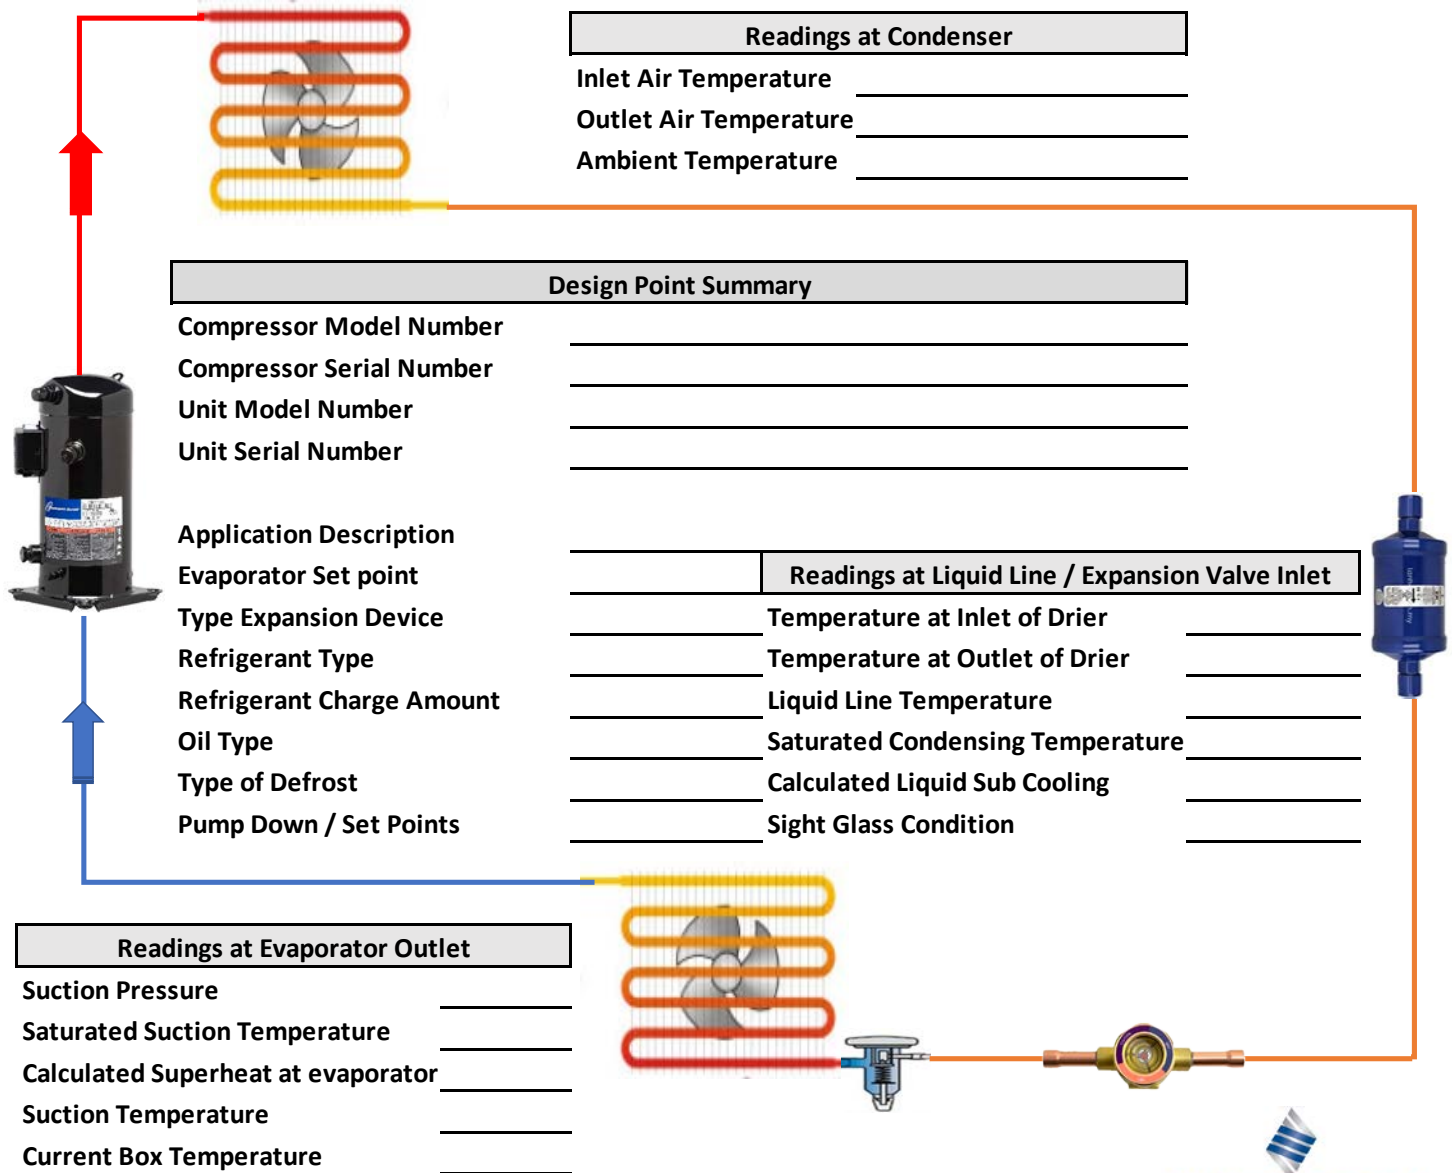 Readings at Condenser
Inlet Air Temperature
Outlet Air Temperature
Ambient Temperature
Design Point Summary
Compressor Model Number
Compressor Serial Number
Unit Model Number
Unit Serial Number
Application Description
Evaporator Set point
Type Expansion Device
Refrigerant Type
Refrigerant Charge Amount
Oil Type
Type of Defrost
Pump Down / Set Points
Readings at Liquid Line / Expansion Valve Inlet
Temperature at Inlet of Drier
Temperature at Outlet of Drier
Liquid Line Temperature
Saturated Condensing Temperature
Calculated Liquid Sub Cooling
Sight Glass Condition
Readings at Evaporator Outlet
Suction Pressure
Saturated Suction Temperature
Calculated Superheat at evaporator
Suction Temperature
Current Box Temperature